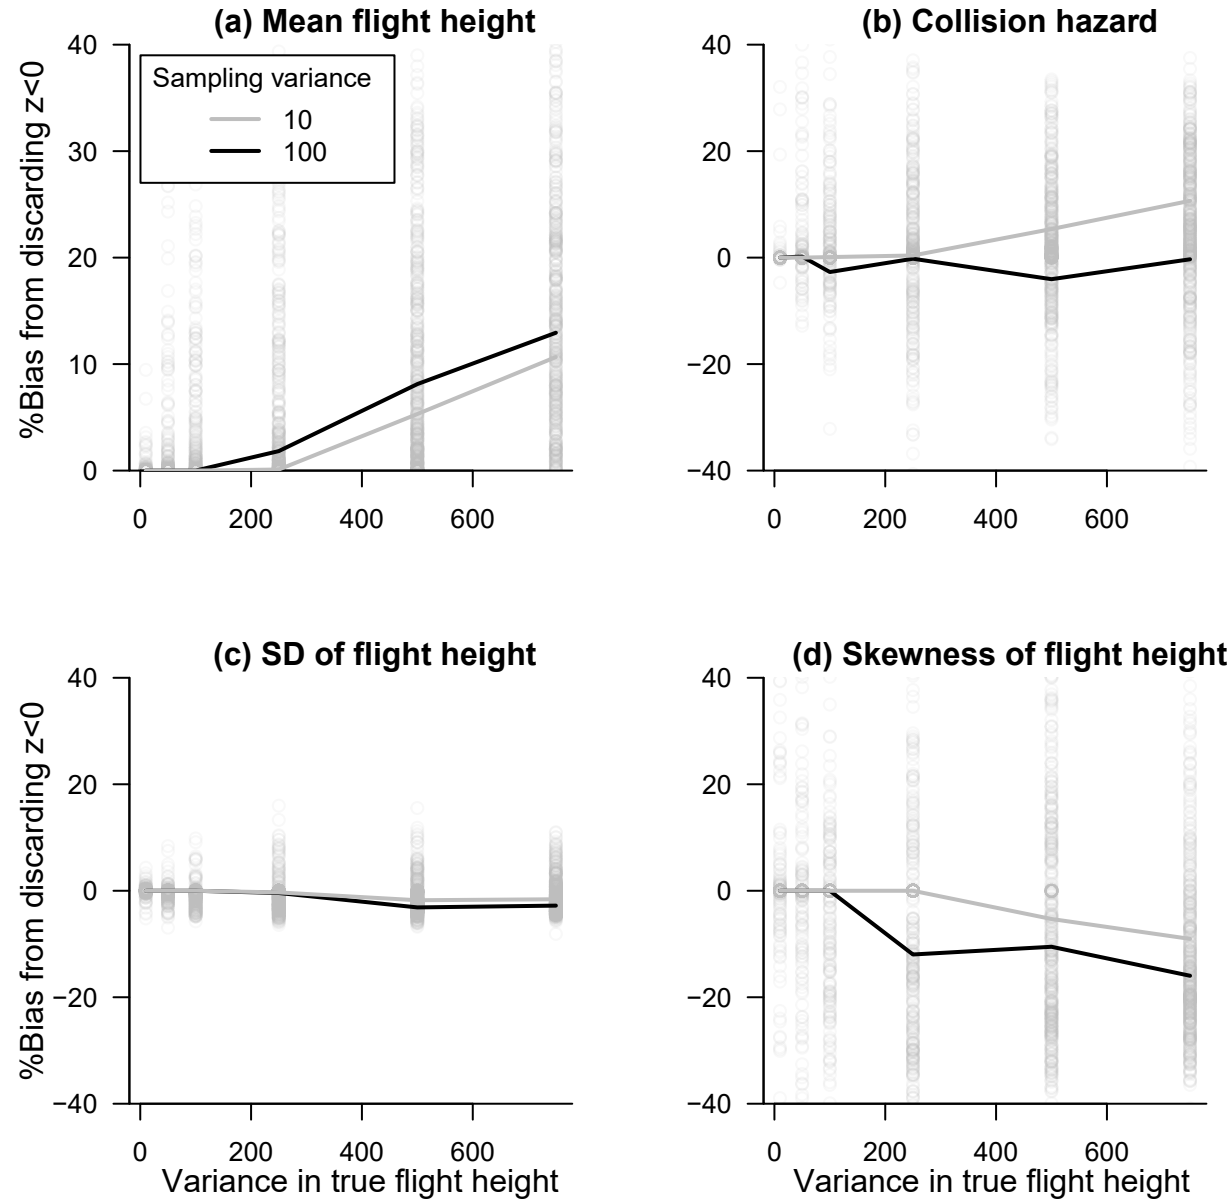 (a) Mean flight height
%Bias from discarding z<0
40
30
20
10
0
Sampling variance
10
100
0 200 400 600
(b) Collision hazard
40
20
0
−20
−40
0 200 400 600
(c) SD of flight height
%Bias from discarding z<0
40
20
0
−20
−40
0 200 400 600
Variance in true flight height
(d) Skewness of flight height
40
20
0
−20
−40
0 200 400 600
Variance in true flight height